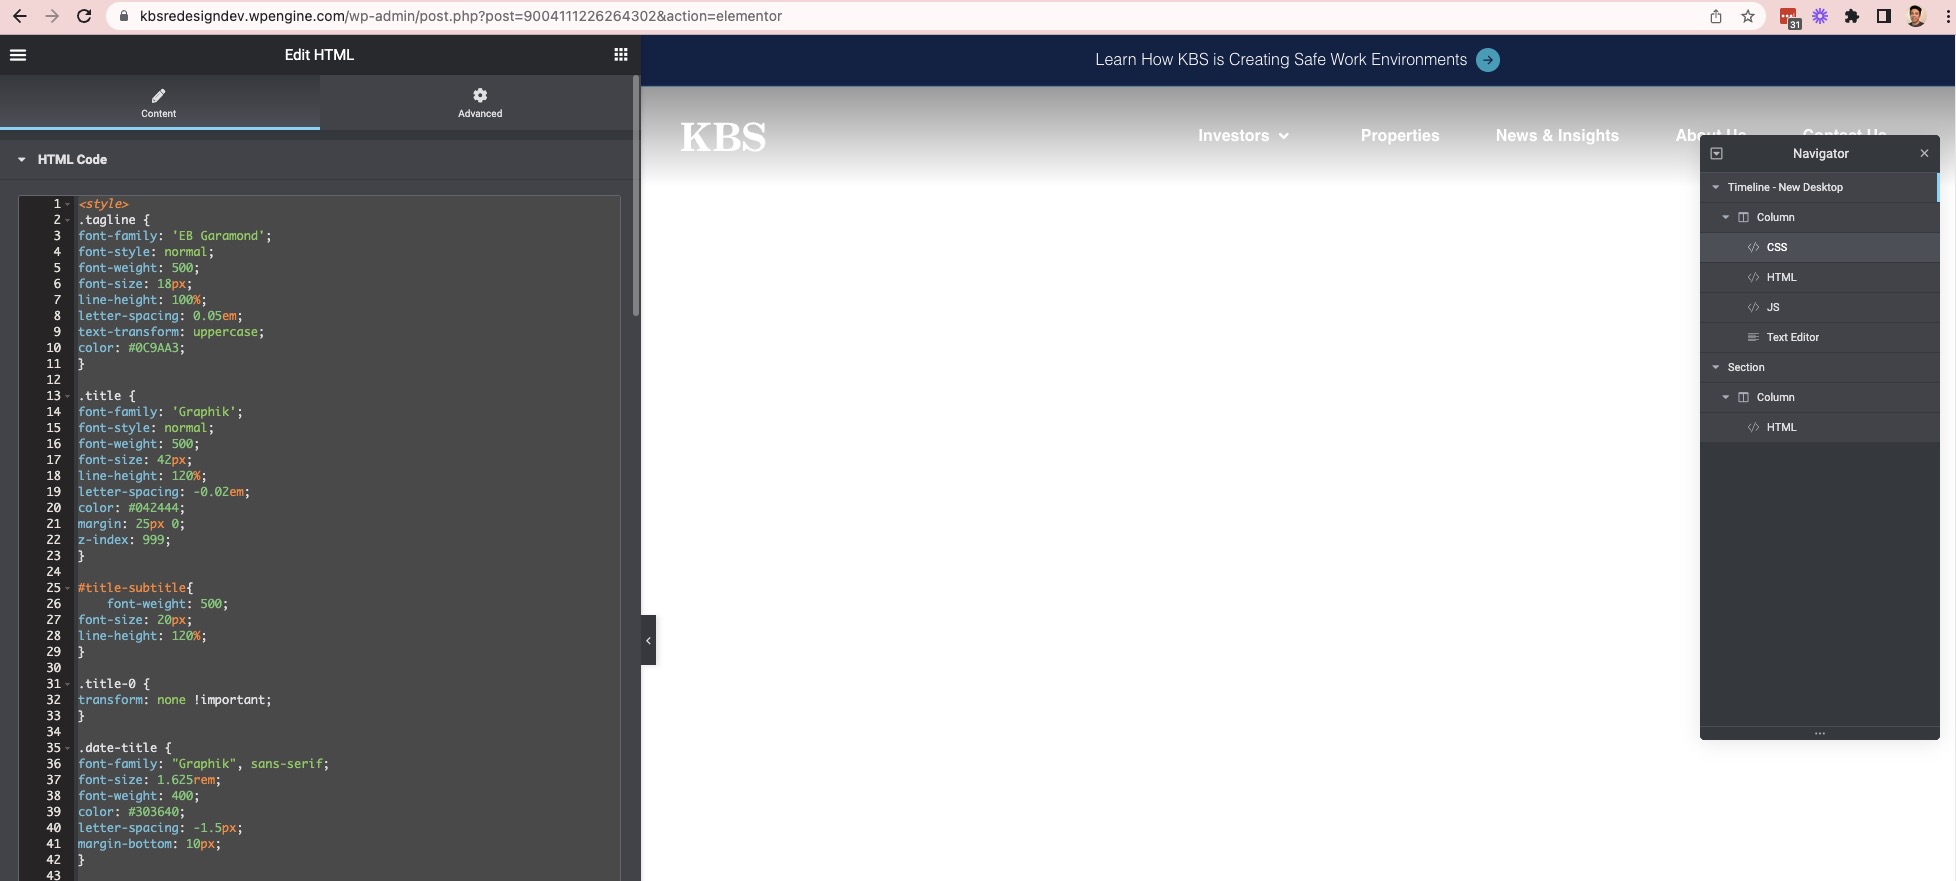 kbsredesigndev.wpengine.com/wp-admin/post.php?post=9004111226264302&action=elementor
31
Edit HTML
Content
Advanced
HTML Code
1 <style>
2 .tagline {
3 font-family: 'EB Garamond';
4 font-style: normal;
5 font-weight: 500;
6 font-size: 18px;
7 line-height: 100%;
8 letter-spacing: 0.05em;
9 text-transform: uppercase;
10 color: #0C9AA3;
11 }
12
13 .title {
14 font-family: 'Graphik';
15 font-style: normal;
16 font-weight: 500;
17 font-size: 42px;
18 line-height: 120%;
19 letter-spacing: -0.02em;
20 color: #042444;
21 margin: 25px 0;
22 z-index: 999;
23 }
24
25 #title-subtitle{
26     font-weight: 500;
27 font-size: 20px;
28 line-height: 120%;
29 }
30
31 .title-0 {
32 transform: none !important;
33 }
34
35 .date-title {
36 font-family: "Graphik", sans-serif;
37 font-size: 1.625rem;
38 font-weight: 400;
39 color: #303640;
40 letter-spacing: -1.5px;
41 margin-bottom: 10px;
42 }
43
Learn How KBS is Creating Safe Work Environments
KBS
Investors
Properties
News & Insights
About Us
Contact Us
Navigator
Timeline - New Desktop
Column
CSS
HTML
JS
Text Editor
Section
Column
HTML